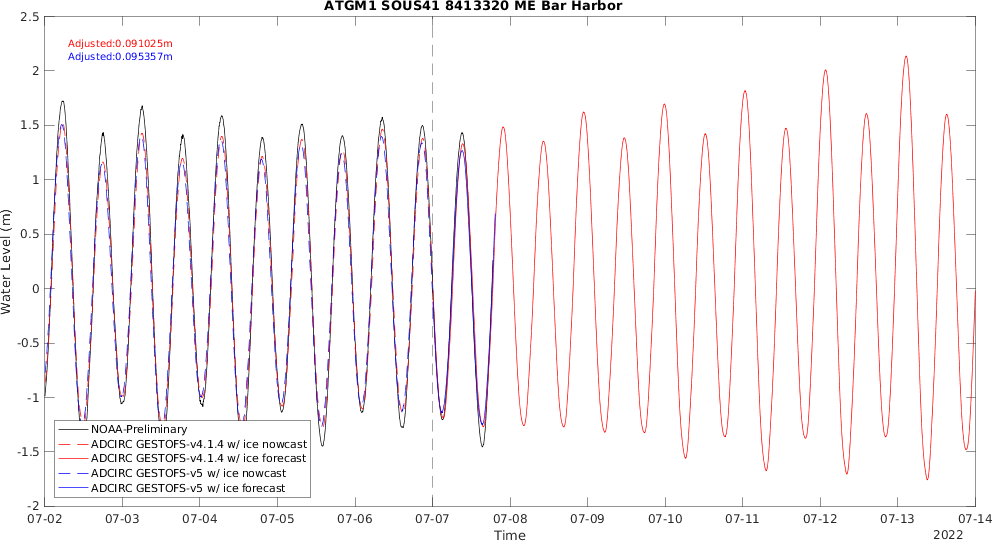 ATGM1 SOUS41 8413320 ME Bar Harbor
Adjusted:0.091025m
Adjusted:0.095357m
Water Level (m)
2.5
2
1.5
1
0.5
0
-0.5
-1
-1.5
-2
NOAA-Preliminary
ADCIRC GESTOFS-v4.1.4 w/ ice nowcast
ADCIRC GESTOFS-v4.1.4 w/ ice forecast
ADCIRC GESTOFS-v5 w/ ice nowcast
ADCIRC GESTOFS-v5 w/ ice forecast
07-02 07-03 07-04 07-05 07-06 07-07 07-08 07-09 07-10 07-11 07-12 07-13 07-14
Time
2022